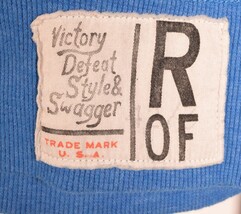 Victory
Defeat
Style &
Swagger
TRADE MARK
U. S. A.
R
OF